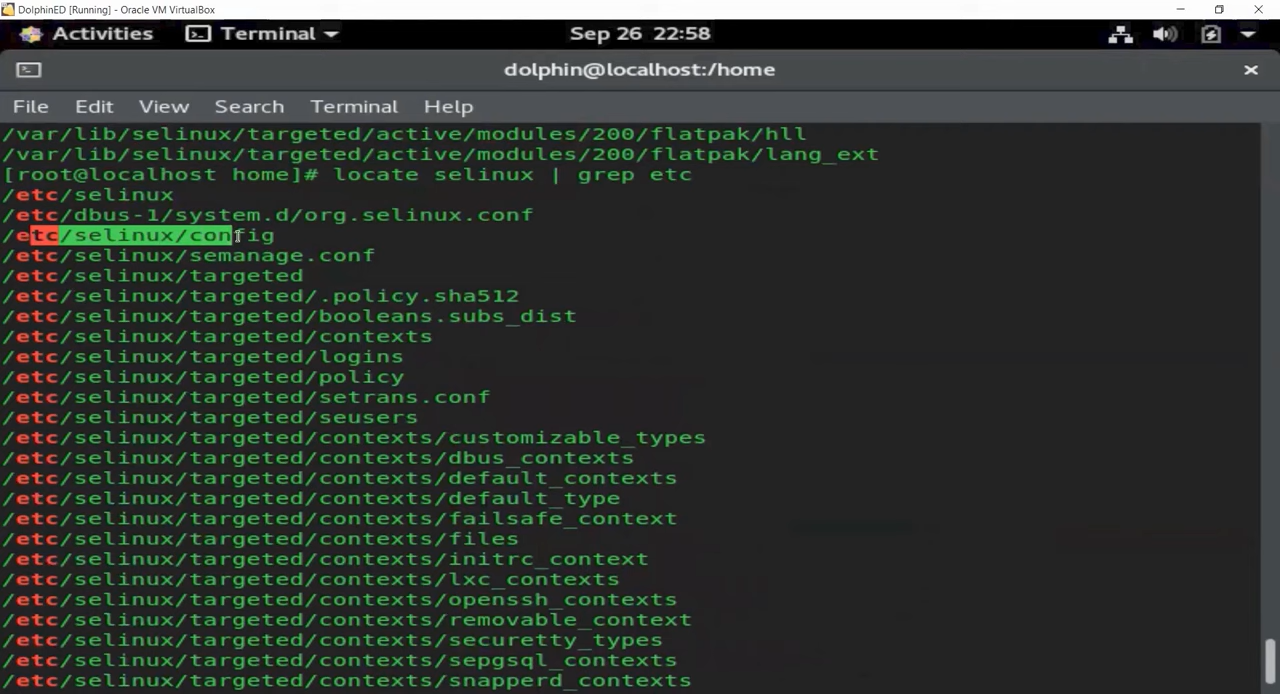 DolphinED [Running] - Oracle VM VirtualBox
Activities Terminal Sep 26 22:58
dolphin@localhost:/home
File Edit View Search Terminal Help
/var/lib/selinux/targeted/active/modules/200/flatpak/hll
/var/lib/selinux/targeted/active/modules/200/flatpak/lang_ext
[root@localhost home]# locate selinux | grep etc
/etc/selinux
/etc/dbus-1/system.d/org.selinux.conf
/etc/selinux/config
/etc/selinux/semanage.conf
/etc/selinux/targeted
/etc/selinux/targeted/.policy.sha512
/etc/selinux/targeted/booleans.subs_dist
/etc/selinux/targeted/contexts
/etc/selinux/targeted/logins
/etc/selinux/targeted/policy
/etc/selinux/targeted/setrans.conf
/etc/selinux/targeted/seusers
/etc/selinux/targeted/contexts/customizable_types
/etc/selinux/targeted/contexts/dbus_contexts
/etc/selinux/targeted/contexts/default_contexts
/etc/selinux/targeted/contexts/default_type
/etc/selinux/targeted/contexts/failsafe_context
/etc/selinux/targeted/contexts/files
/etc/selinux/targeted/contexts/initrc_context
/etc/selinux/targeted/contexts/lxc_contexts
/etc/selinux/targeted/contexts/openssh_contexts
/etc/selinux/targeted/contexts/removable_context
/etc/selinux/targeted/contexts/securetty_types
/etc/selinux/targeted/contexts/sepgsql_contexts
/etc/selinux/targeted/contexts/snapperd_contexts